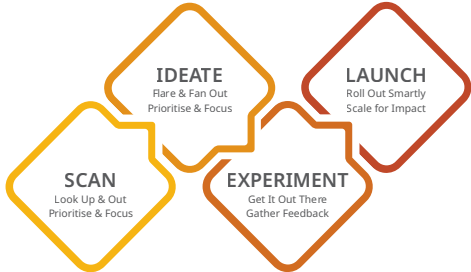 IDEATE
Flare & Fan Out
Prioritise & Focus
LAUNCH
Roll Out Smartly
Scale for Impact
SCAN
Look Up & Out
Prioritise & Focus
EXPERIMENT
Get It Out There
Gather Feedback